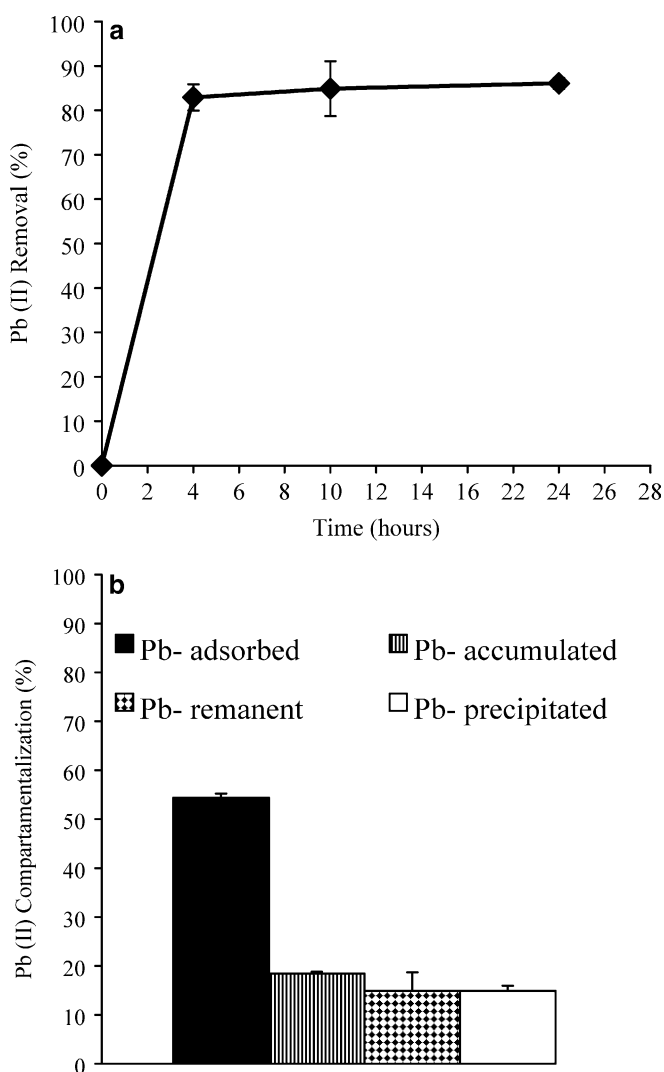 a
100
90
80
70
60
50
40
30
20
10
0
Pb (II) Removal (%)
0 2 4 6 8 10 12 14 16 22 24 26 28
Time (hours)
b
100
90
80
70
60
50
40
30
20
10
0
Pb (II) Compartamentalization (%)
Pb- adsorbed
Pb- accumulated
Pb- remanent
Pb- precipitated